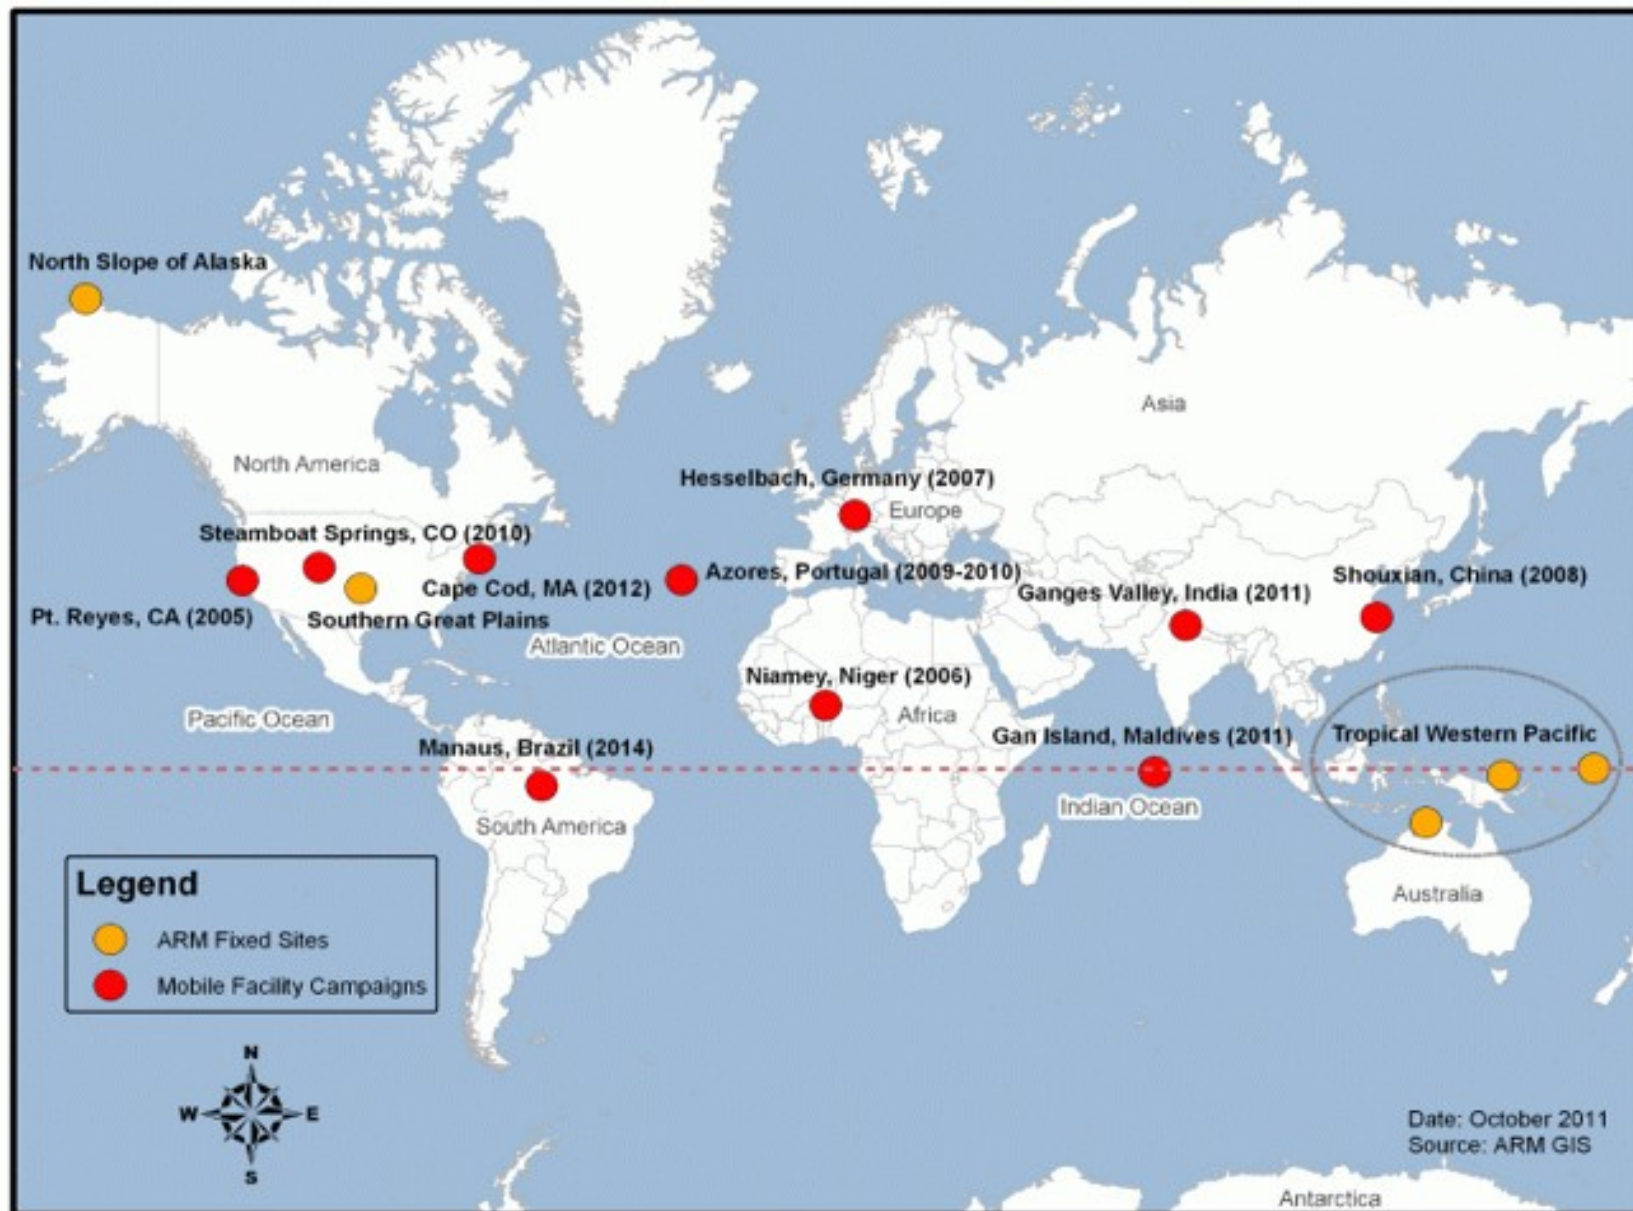 North Slope of Alaska
Asia
North America
Hesselbach, Germany (2007)
Europe
Steamboat Springs, CO (2010)
Azores, Portugal (2009-2010)
Shouxian, China (2008)
Cape Cod, MA (2012)
Ganges Valley, India (2011)
Pt. Reyes, CA (2005)
Southern Great Plains
Atlantic Ocean
Niamey, Niger (2006)
Pacific Ocean
Africa
Gan Island, Maldives (2011)
Tropical Western Pacific
Manaus, Brazil (2014)
Indian Ocean
South America
Australia
Legend
ARM Fixed Sites
Mobile Facility Campaigns
N
W
E
S
Date: October 2011
Source: ARM GIS
Antarctica